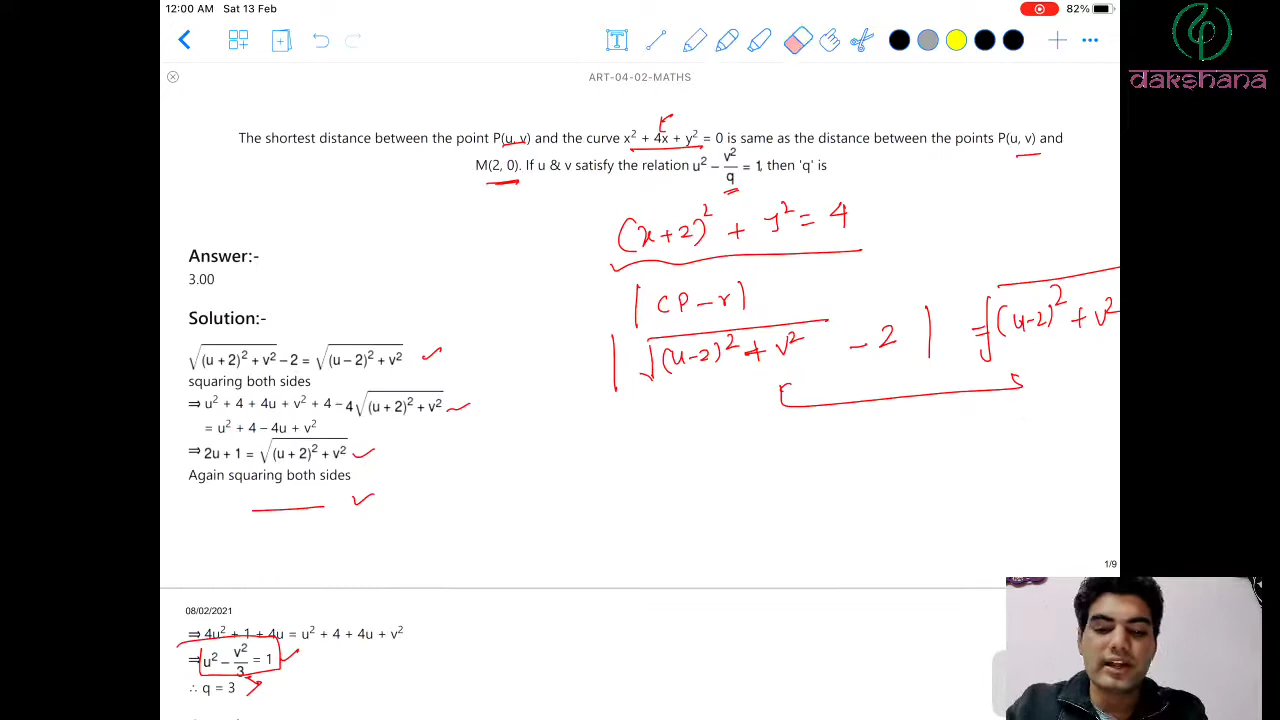 12:00 AM Sat 13 Feb
82%
dakshana
ART-04-02-MATHS
The shortest distance between the point P(u, v) and the curve x² + 4x + y² = 0 is same as the distance between the points P(u, v) and
M(2, 0). If u & v satisfy the relation u² − v²/q = 1, then 'q' is
(x+2)² + y² = 4
Answer:-
3.00
|CP − r|
Solution:-
|√(u−2)² + v² − 2| = √(u−2)² + v²
√(u + 2)² + v² − 2 = √(u − 2)² + v²
squaring both sides
⇒ u² + 4 + 4u + v² + 4 − 4√(u + 2)² + v²
= u² + 4 − 4u + v²
⇒ 2u + 1 = √(u + 2)² + v²
Again squaring both sides
1/9
08/02/2021
⇒ 4u² + 1 + 4u = u² + 4 + 4u + v²
⇒ u² − v²/3 = 1
∴ q = 3